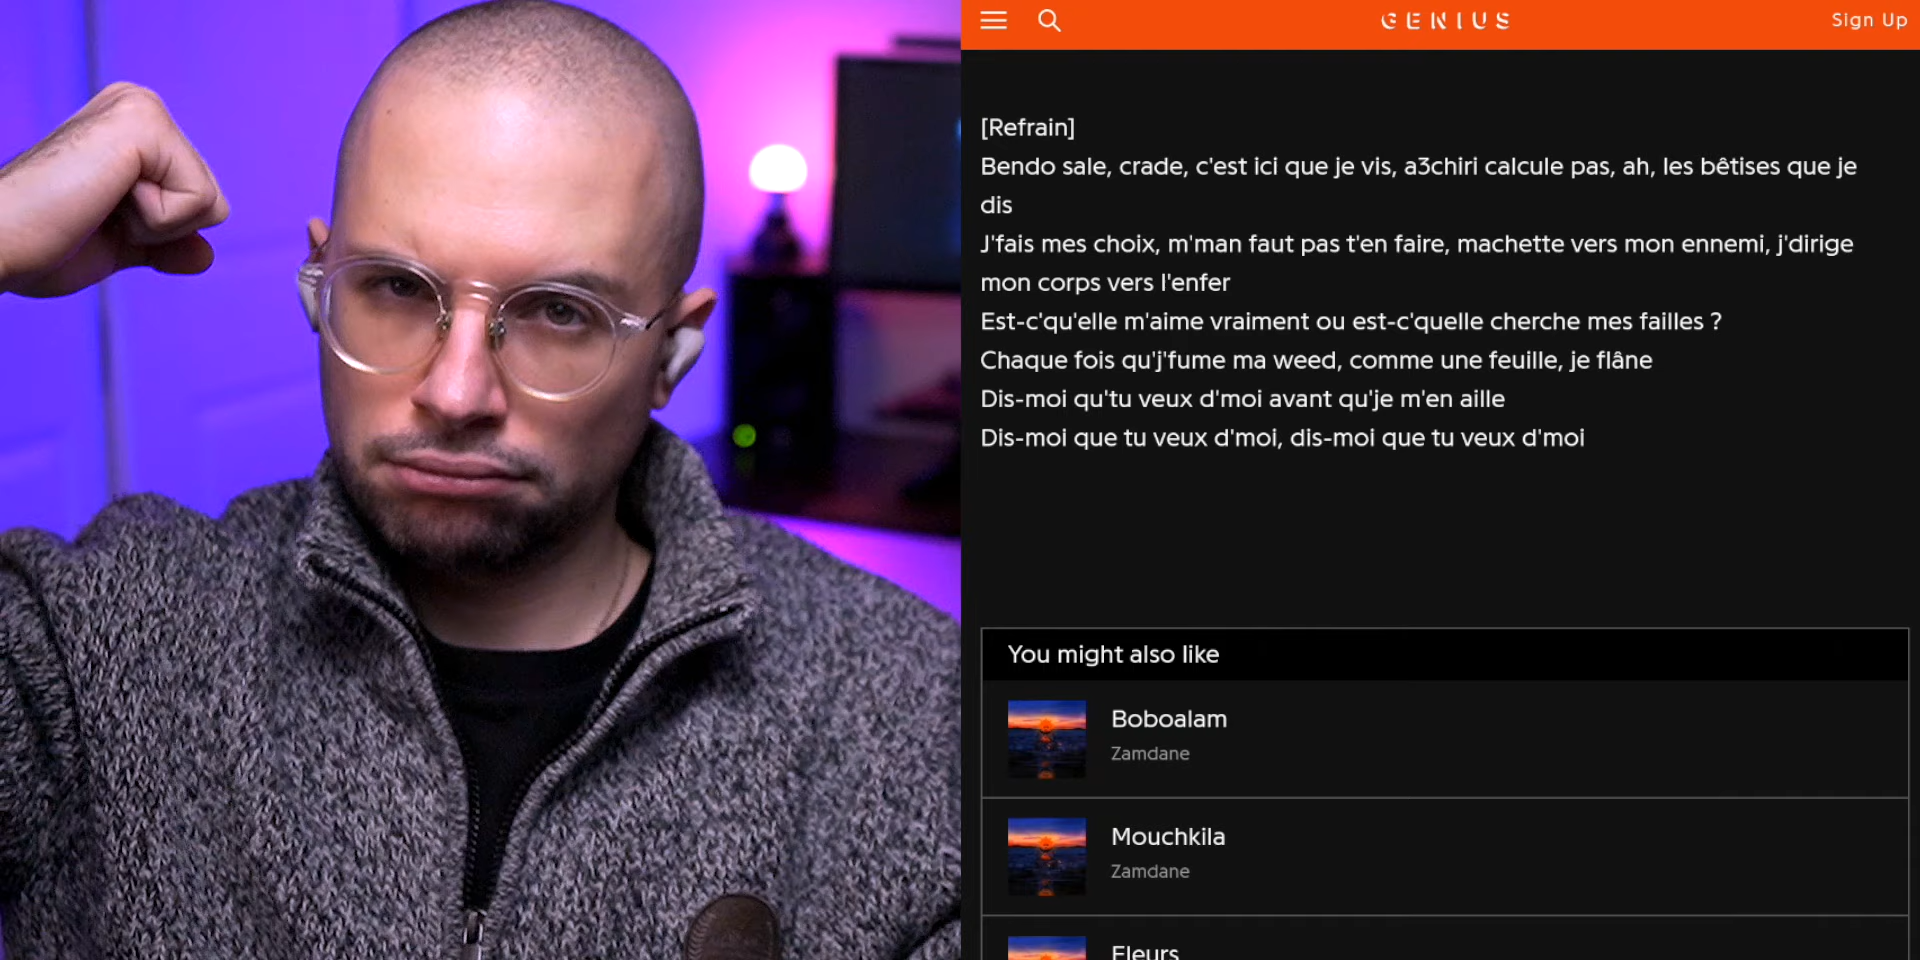 GENIUS
Sign Up
[Refrain]
Bendo sale, crade, c'est ici que je vis, a3chiri calcule pas, ah, les bêtises que je
dis
J'fais mes choix, m'man faut pas t'en faire, machette vers mon ennemi, j'dirige
mon corps vers l'enfer
Est-c'qu'elle m'aime vraiment ou est-c'quelle cherche mes failles ?
Chaque fois qu'j'fume ma weed, comme une feuille, je flâne
Dis-moi qu'tu veux d'moi avant qu'je m'en aille
Dis-moi que tu veux d'moi, dis-moi que tu veux d'moi
You might also like
Boboalam
Zamdane
Mouchkila
Zamdane
Fleurs